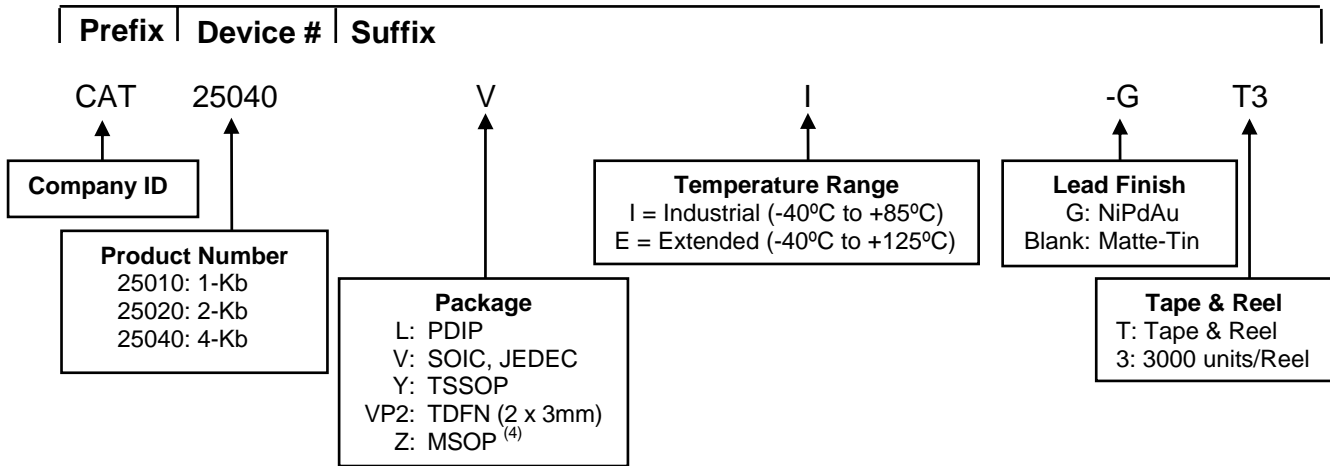 Prefix Device # Suffix
CAT 25040 V I -G T3
Company ID
Product Number
25010: 1-Kb
25020: 2-Kb
25040: 4-Kb
Package
L: PDIP
V: SOIC, JEDEC
Y: TSSOP
VP2: TDFN (2 x 3mm)
Z: MSOP (4)
Temperature Range
I = Industrial (-40ºC to +85ºC)
E = Extended (-40ºC to +125ºC)
Lead Finish
G: NiPdAu
Blank: Matte-Tin
Tape & Reel
T: Tape & Reel
3: 3000 units/Reel